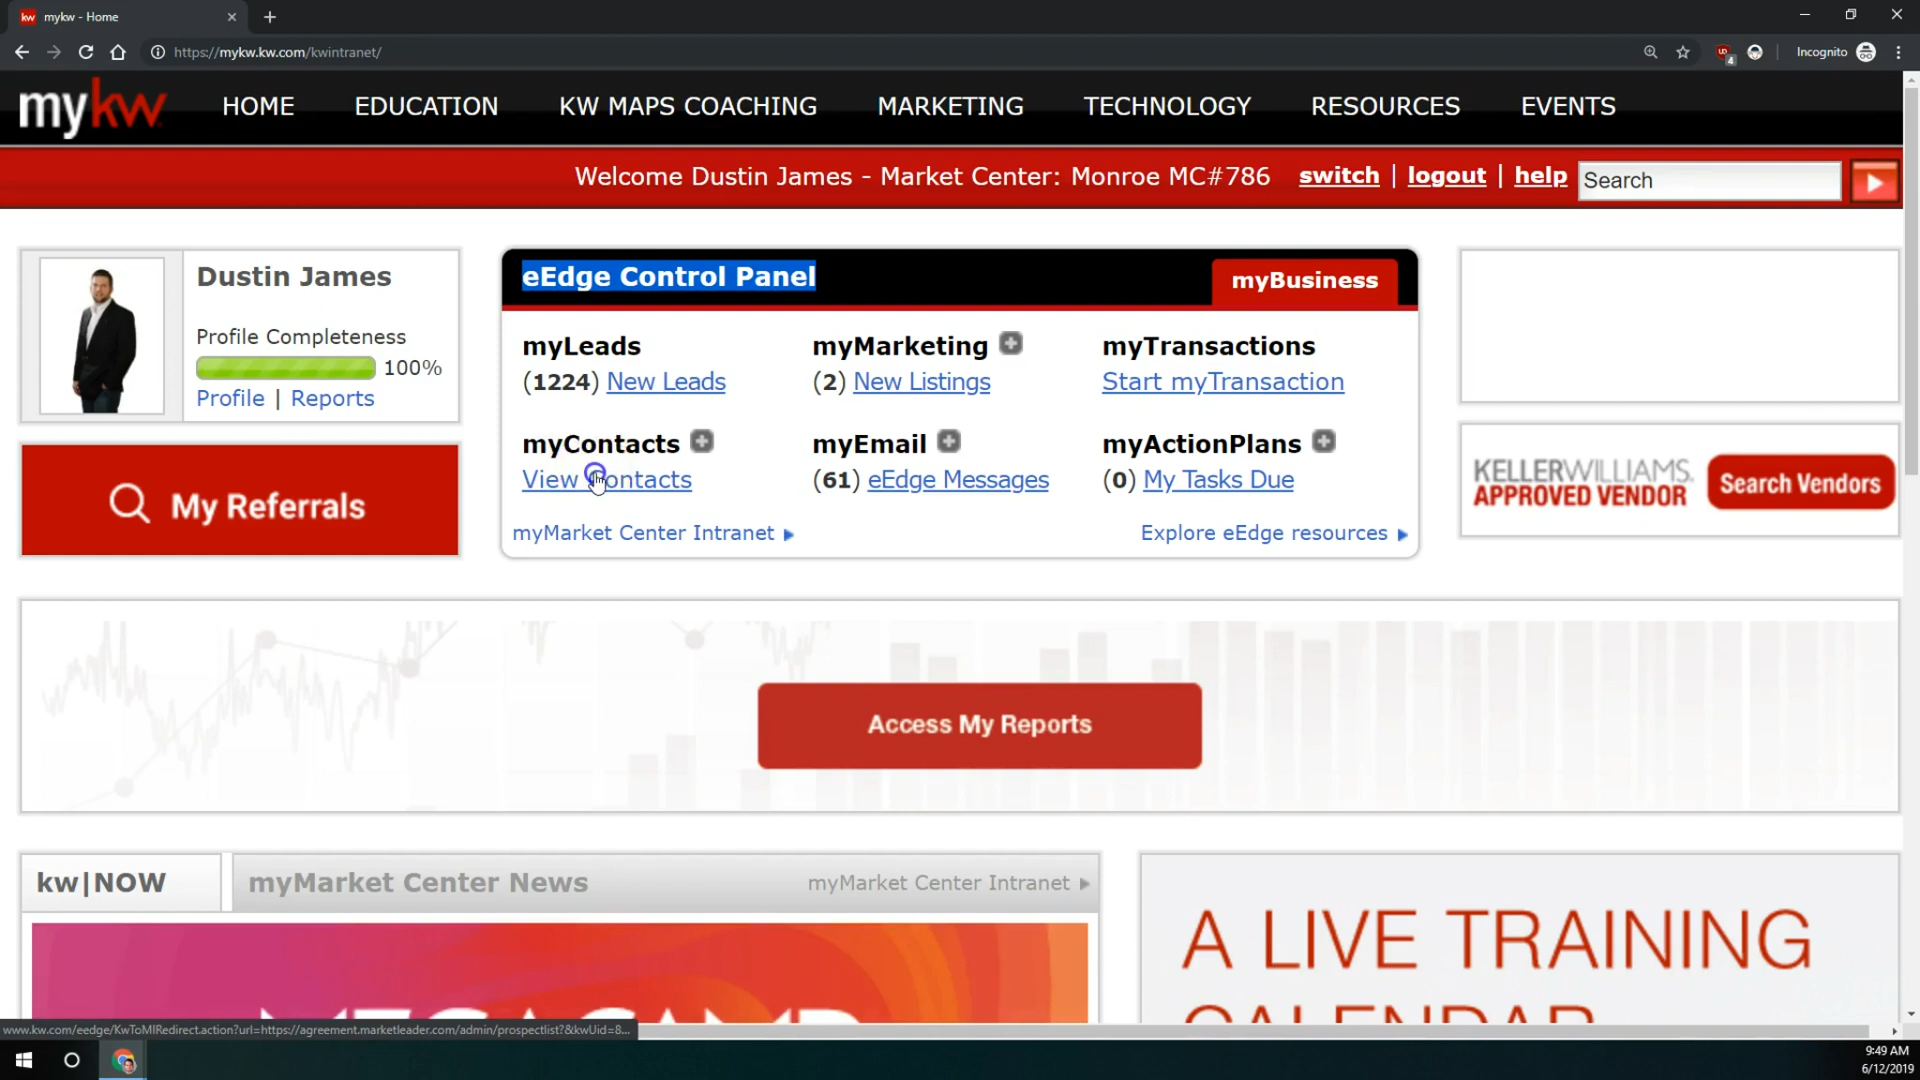 kw mykw - Home
https://mykw.kw.com/kwintranet/
4
Incognito
mykw HOME EDUCATION KW MAPS COACHING MARKETING TECHNOLOGY RESOURCES EVENTS
Welcome Dustin James - Market Center: Monroe MC#786 switch | logout | help Search
Dustin James
Profile Completeness
100%
Profile | Reports
My Referrals
eEdge Control Panel myBusiness
myLeads
(1224) New Leads
myMarketing
(2) New Listings
myTransactions
Start myTransaction
myContacts
View Contacts
myEmail
(61) eEdge Messages
myActionPlans
(0) My Tasks Due
myMarket Center Intranet Explore eEdge resources
KELLERWILLIAMS.
APPROVED VENDOR
Search Vendors
Access My Reports
kw|NOW myMarket Center News myMarket Center Intranet
A LIVE TRAINING
CALENDAR
www.kw.com/eedge/KwToMlRedirect.action?url=https://agreement.marketleader.com/admin/prospectlist?&kwUid=8...
9:49 AM
6/12/2019